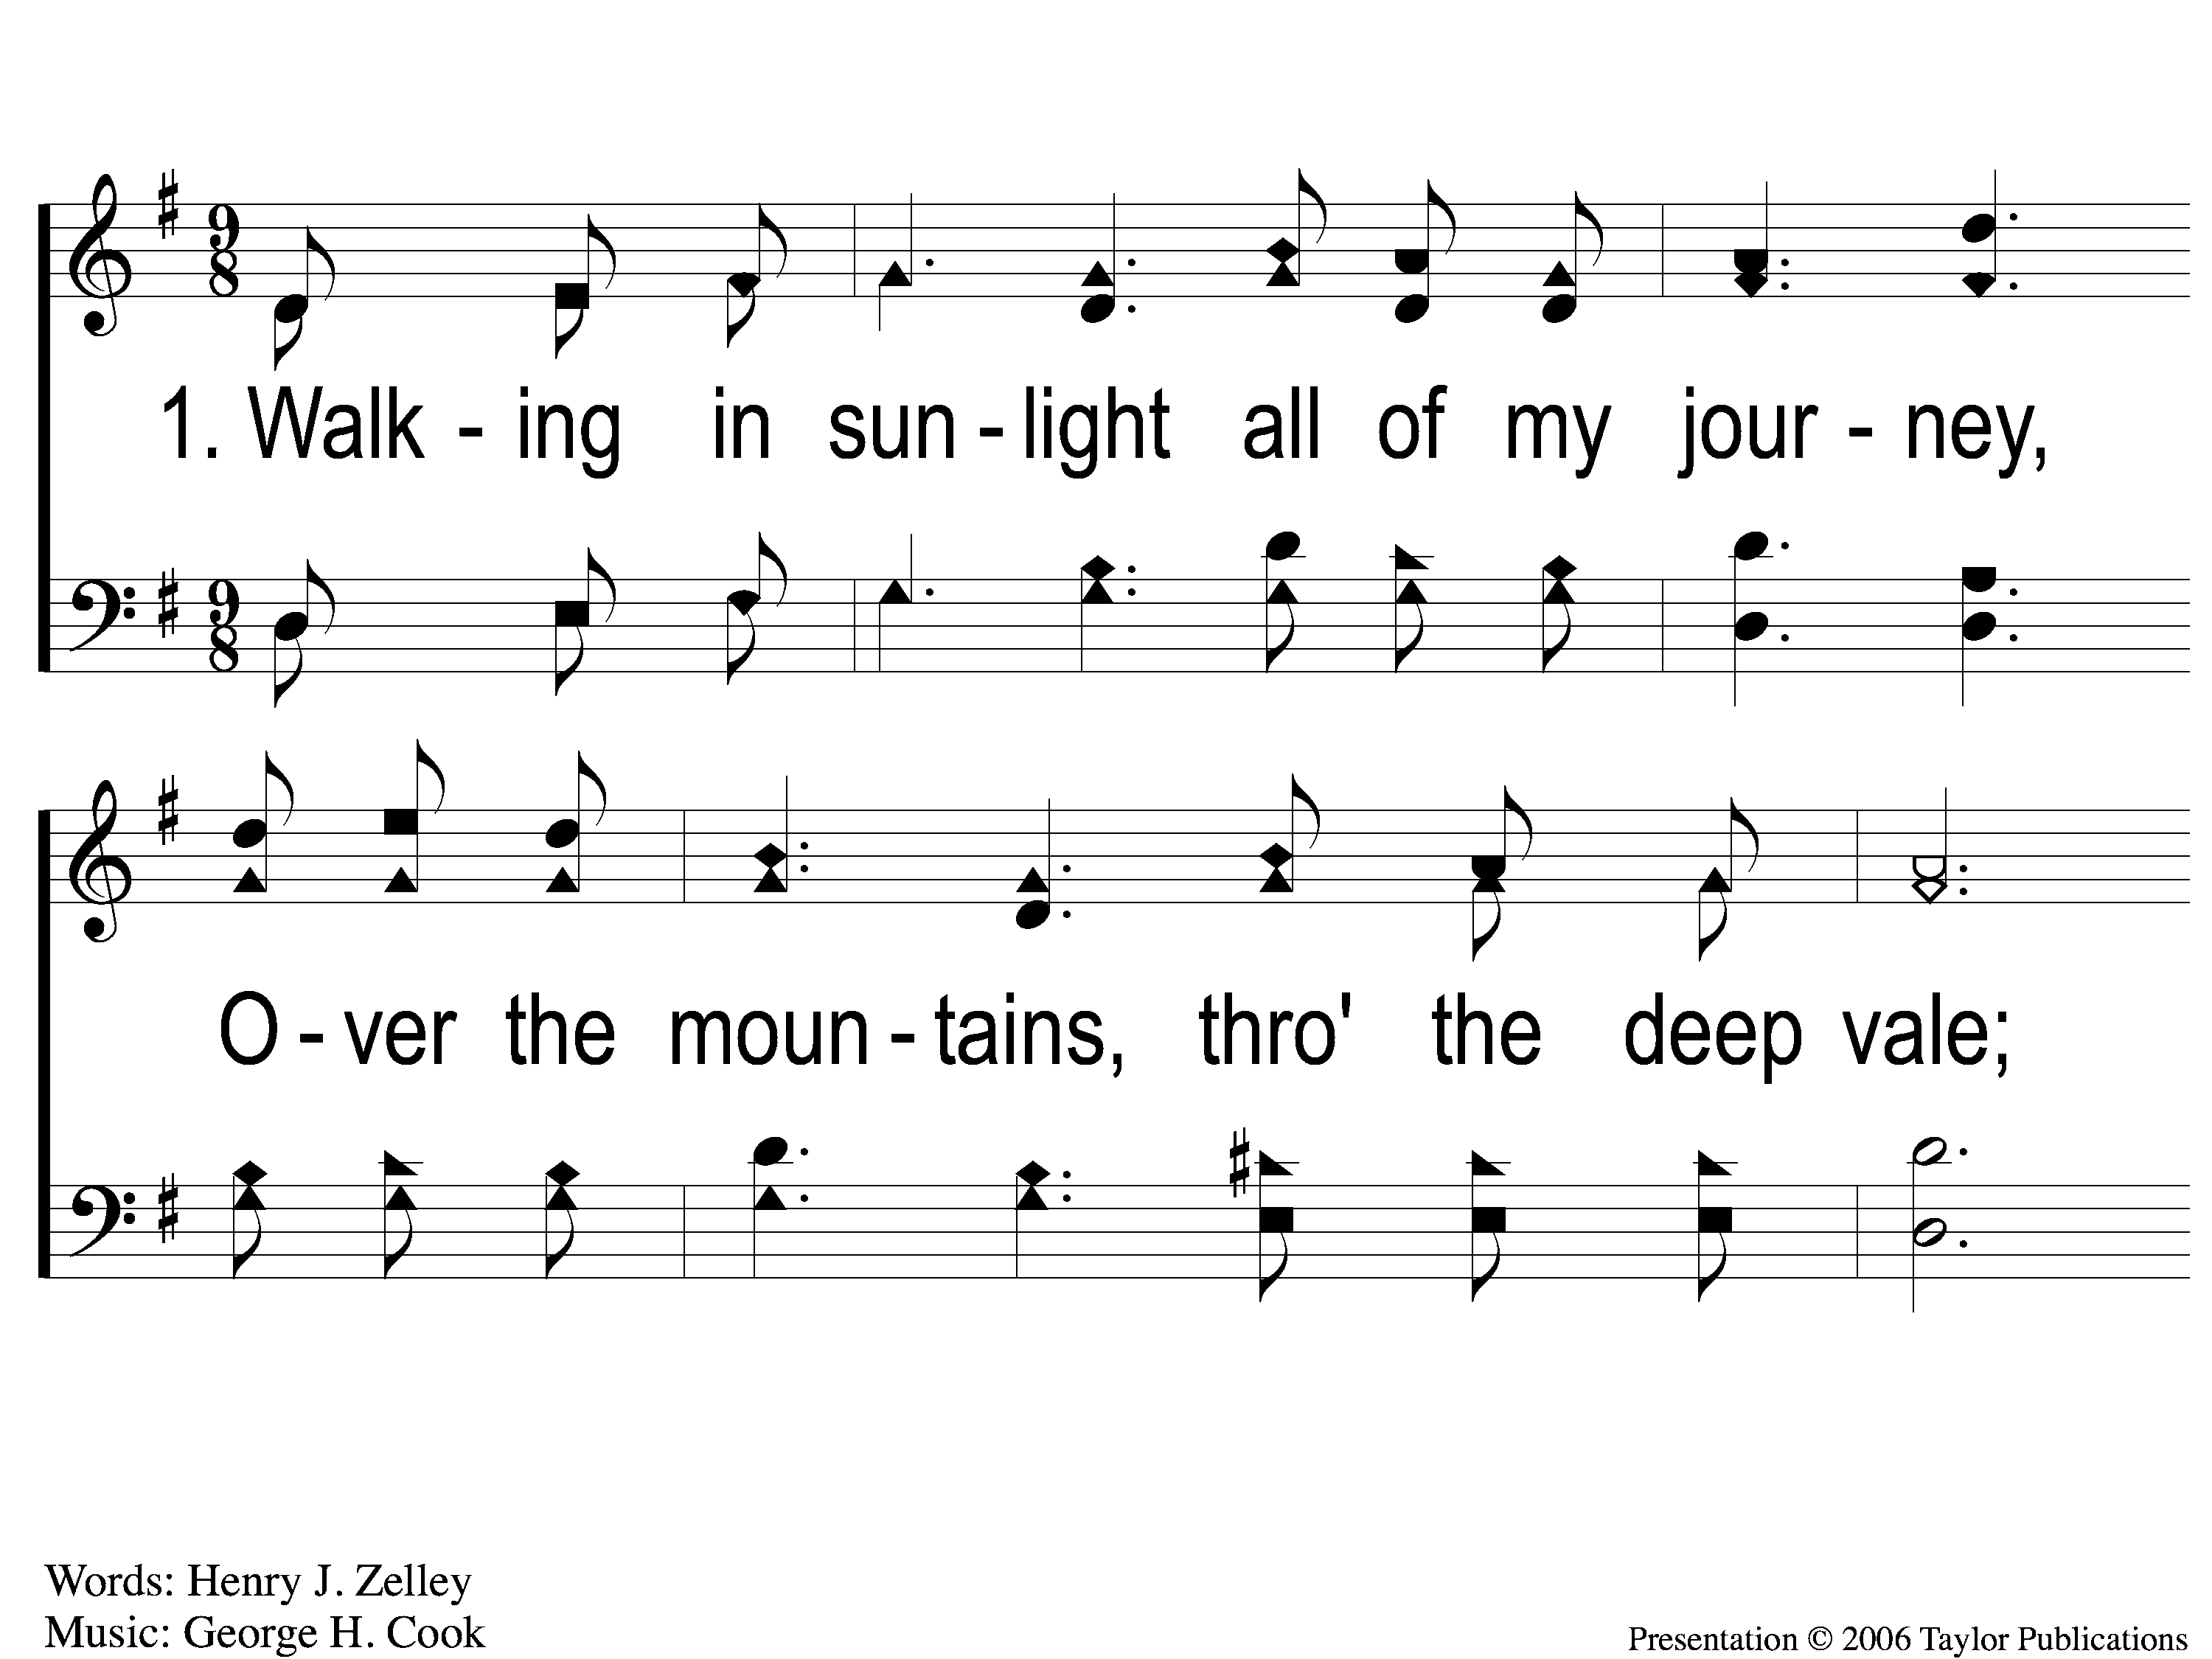 1. Walk - ing in sun - light all of my jour - ney,
O - ver the moun - tains, thro' the deep vale;
Words: Henry J. Zelley
Music: George H. Cook
Presentation © 2006 Taylor Publications